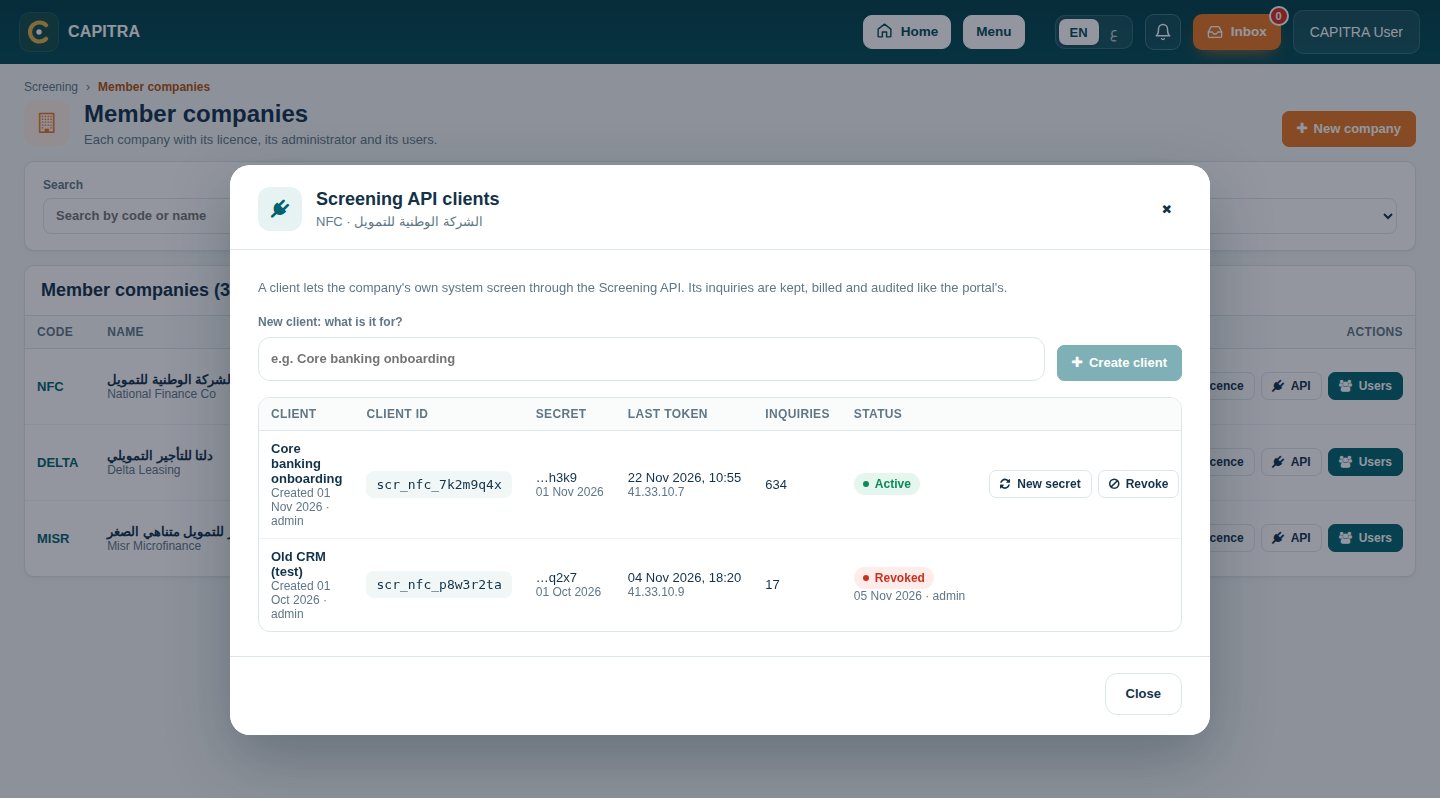 CAPITRA
Home
Menu
EN
ع
0
Inbox
CAPITRA User
Screening › Member companies
Member companies
Each company with its licence, its administrator and its users.
New company
Search
Search by code or name
Screening API clients
NFC · الشركة الوطنية للتمويل
A client lets the company's own system screen through the Screening API. Its inquiries are kept, billed and audited like the portal's.
New client: what is it for?
e.g. Core banking onboarding
Create client
CLIENT CLIENT ID SECRET LAST TOKEN INQUIRIES STATUS
Core banking onboarding
Created 01 Nov 2026 · admin
scr_nfc_7k2m9q4x
…h3k9
01 Nov 2026
22 Nov 2026, 10:55
41.33.10.7
634
Active
New secret
Revoke
Old CRM (test)
Created 01 Oct 2026 · admin
scr_nfc_p8w3r2ta
…q2x7
01 Oct 2026
04 Nov 2026, 18:20
41.33.10.9
17
Revoked
05 Nov 2026 · admin
Close
Member companies (3
CODE NAME ACTIONS
NFC
الشركة الوطنية للتمويل
National Finance Co
API
Users
DELTA
دلتا للتأجير التمويلي
Delta Leasing
API
Users
MISR
للتمويل متناهي الصغر
Misr Microfinance
API
Users